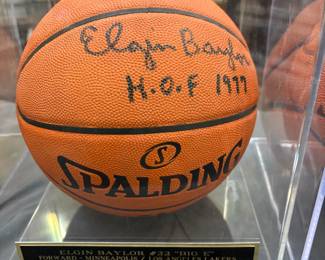 Elgin Baylor
H.O.F 1977
S
SPALDING
ELGIN BAYLOR #22 "BIG E"
FORWARD • MINNEAPOLIS / LOS ANGELES LAKERS